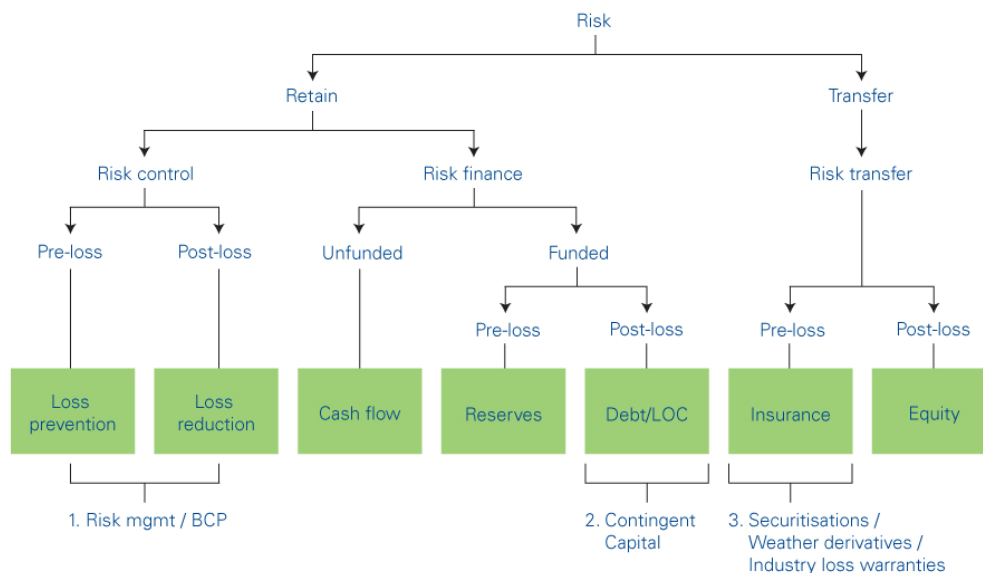 Risk
Retain
Transfer
Risk control
Risk finance
Risk transfer
Pre-loss
Post-loss
Unfunded
Funded
Pre-loss
Post-loss
Pre-loss
Post-loss
Loss
prevention
Loss
reduction
Cash flow
Reserves
Debt/LOC
Insurance
Equity
1. Risk mgmt / BCP
2. Contingent
Capital
3. Securitisations /
Weather derivatives /
Industry loss warranties